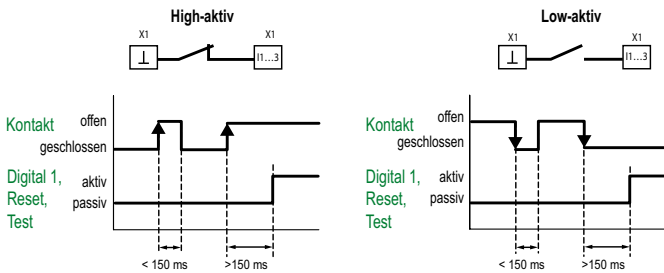 High-aktiv
X1
X1
⊥
I1...3
Kontakt
offen
geschlossen
Digital 1,
Reset,
Test
aktiv
passiv
< 150 ms
>150 ms
Low-aktiv
X1
X1
⊥
I1...3
Kontakt
offen
geschlossen
Digital 1,
Reset,
Test
aktiv
passiv
< 150 ms
>150 ms